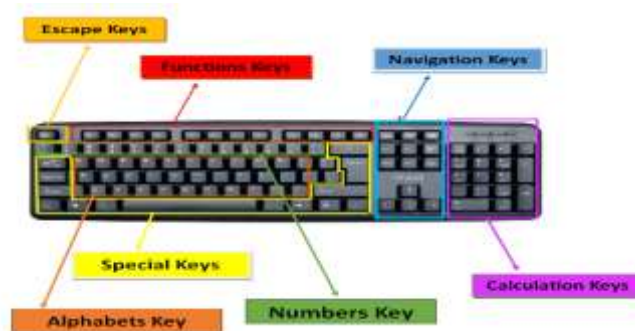 Escape Keys
Functions Keys
Navigation Keys
Special Keys
Calculation Keys
Alphabets Key
Numbers Key